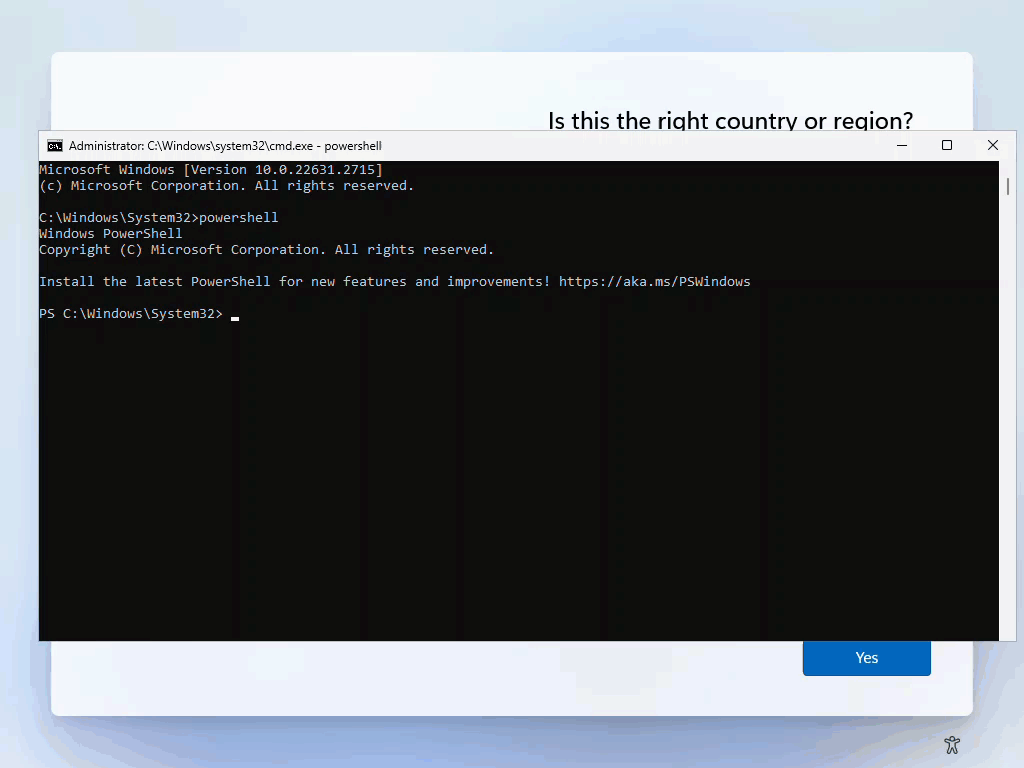 Is this the right country or region?
Administrator: C:\Windows\system32\cmd.exe - powershell
Microsoft Windows [Version 10.0.22631.2715]
(c) Microsoft Corporation. All rights reserved.
C:\Windows\System32>powershell
Windows PowerShell
Copyright (C) Microsoft Corporation. All rights reserved.
Install the latest PowerShell for new features and improvements! https://aka.ms/PSWindows
PS C:\Windows\System32>
Yes